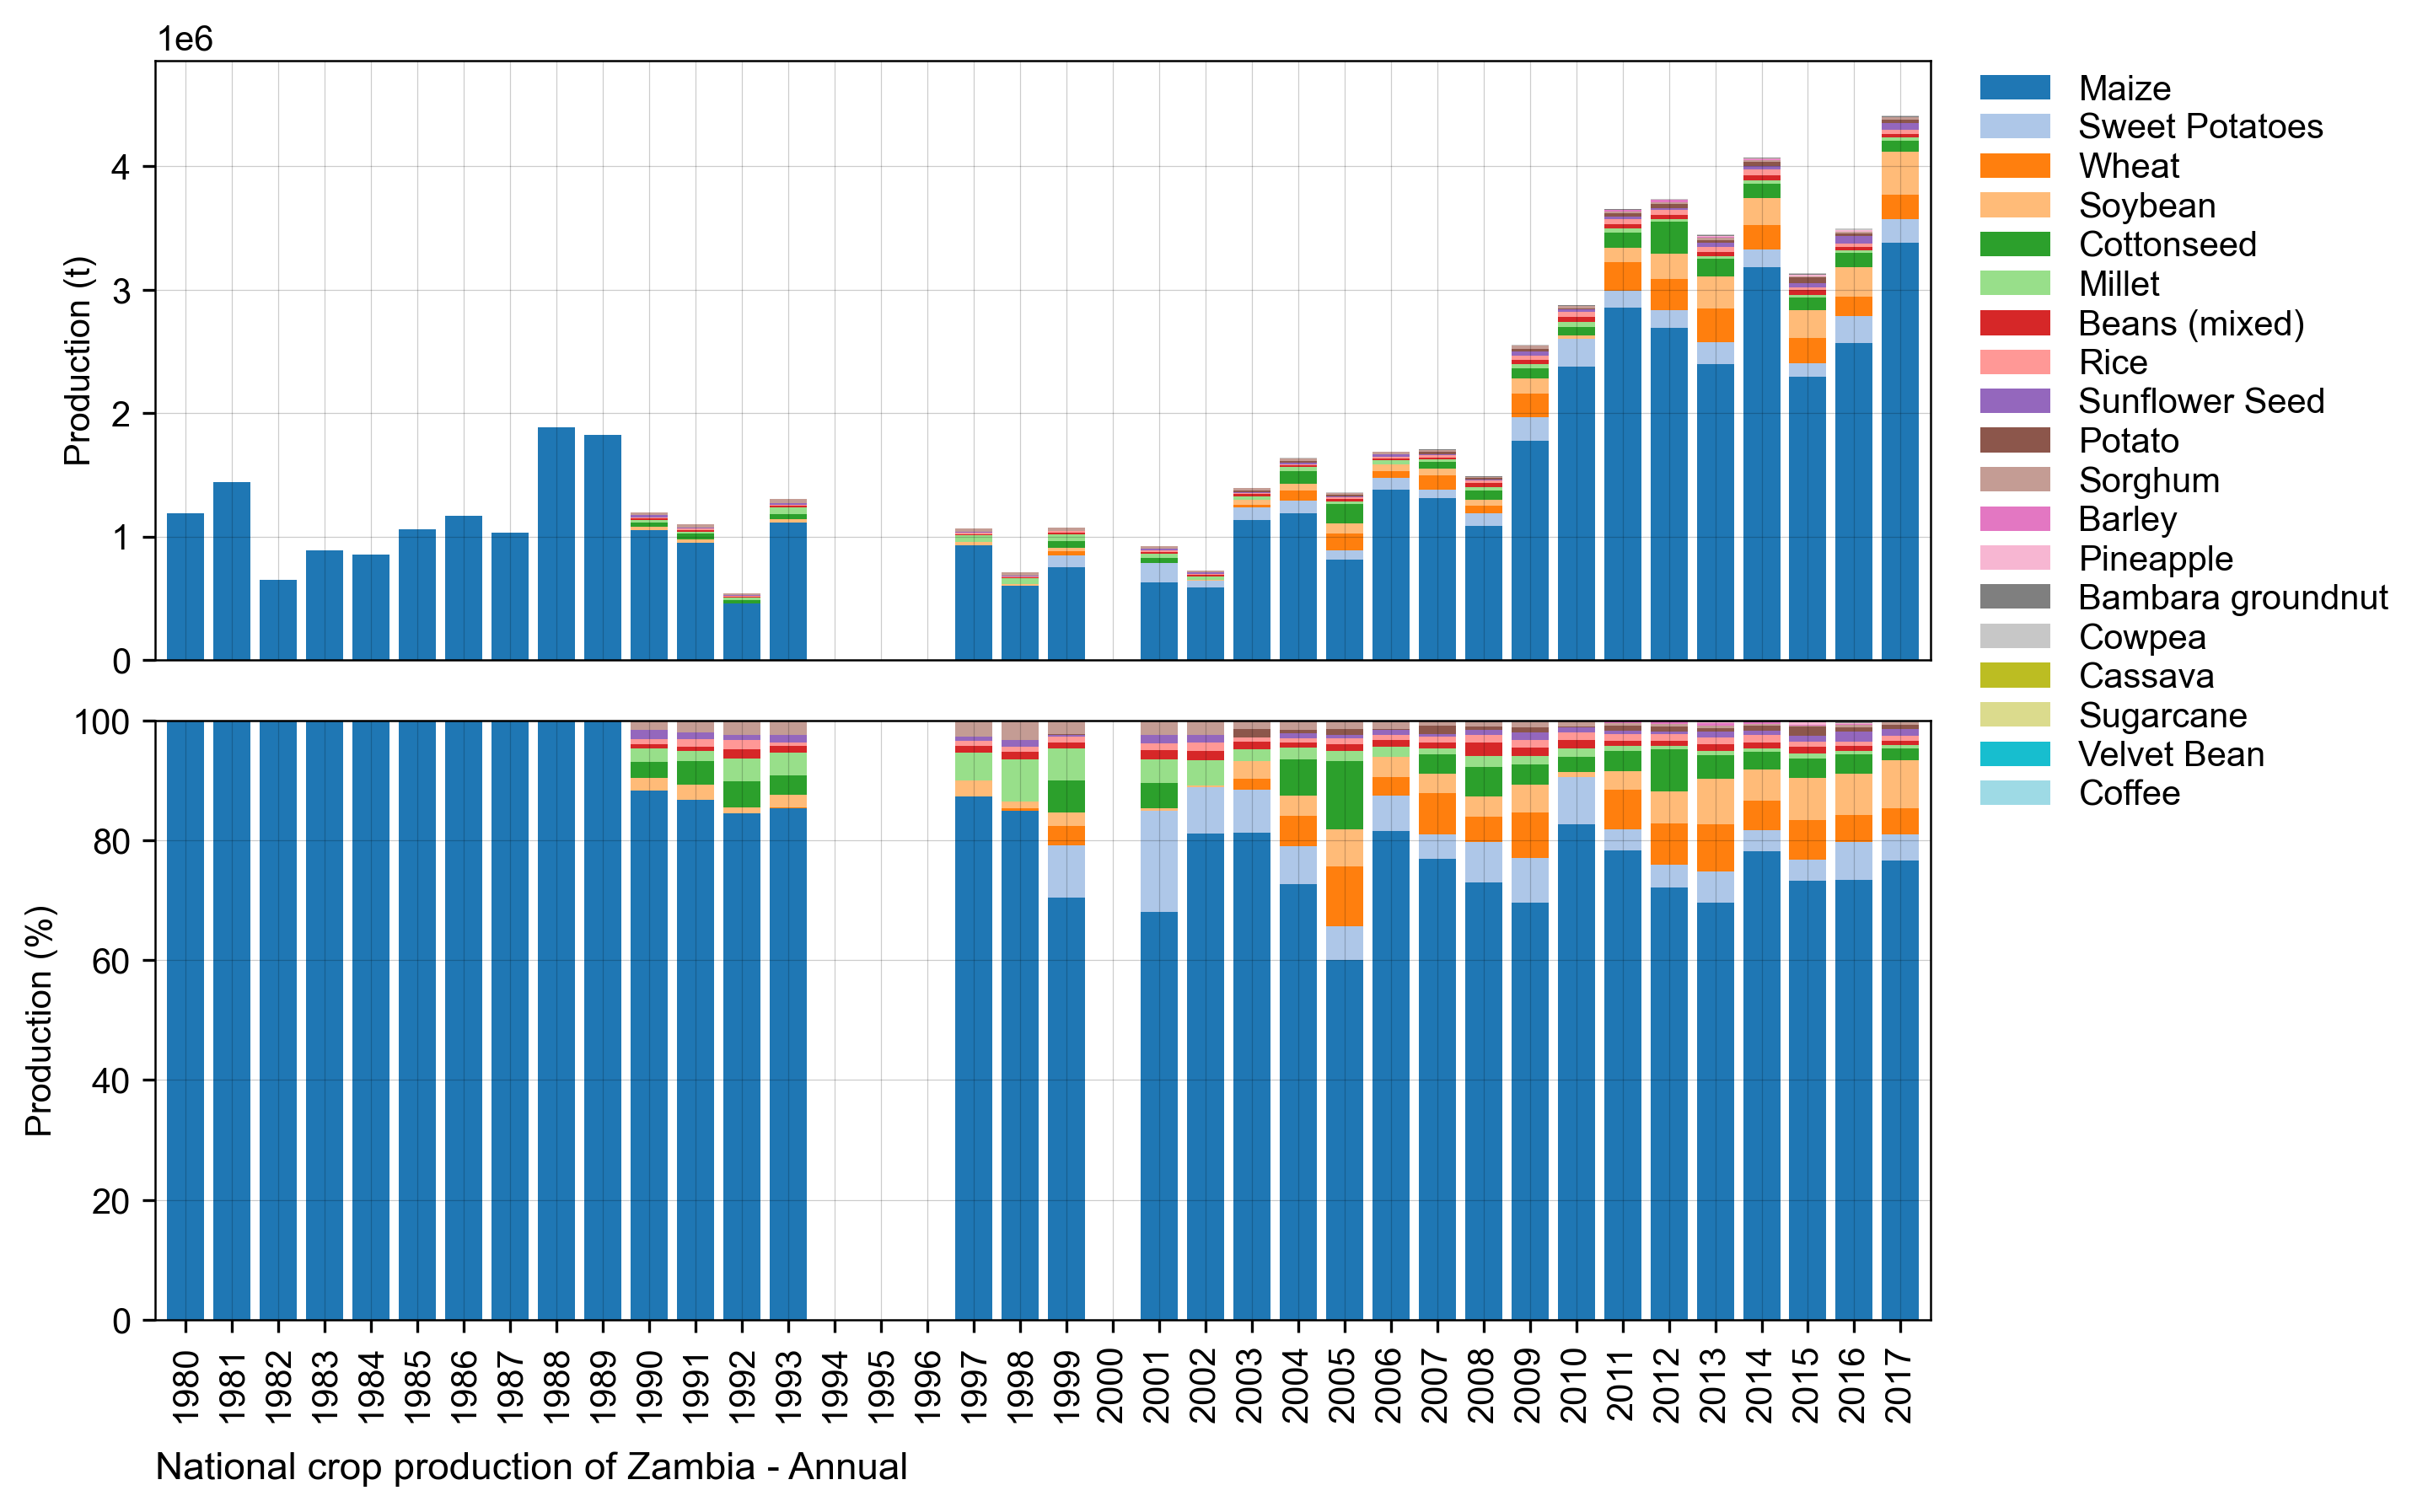 1e6
Production (t)
4
3
2
1
0
Maize
Sweet Potatoes
Wheat
Soybean
Cottonseed
Millet
Beans (mixed)
Rice
Sunflower Seed
Potato
Sorghum
Barley
Pineapple
Bambara groundnut
Cowpea
Cassava
Sugarcane
Velvet Bean
Coffee
Production (%)
100
80
60
40
20
0
1980
1981
1982
1983
1984
1985
1986
1987
1988
1989
1990
1991
1992
1993
1994
1995
1996
1997
1998
1999
2000
2001
2002
2003
2004
2005
2006
2007
2008
2009
2010
2011
2012
2013
2014
2015
2016
2017
National crop production of Zambia - Annual